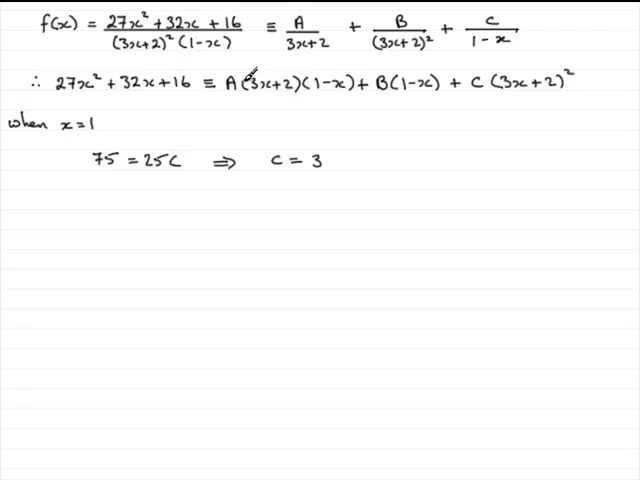 f(x) = 27x² + 32x + 16 / (3x+2)² (1-x) ≡ A / 3x+2 + B / (3x+2)² + C / 1 - x
∴ 27x² + 32x + 16 ≡ A(3x+2)(1-x) + B(1-x) + C(3x+2)²
when x = 1
75 = 25C ⇒ C = 3